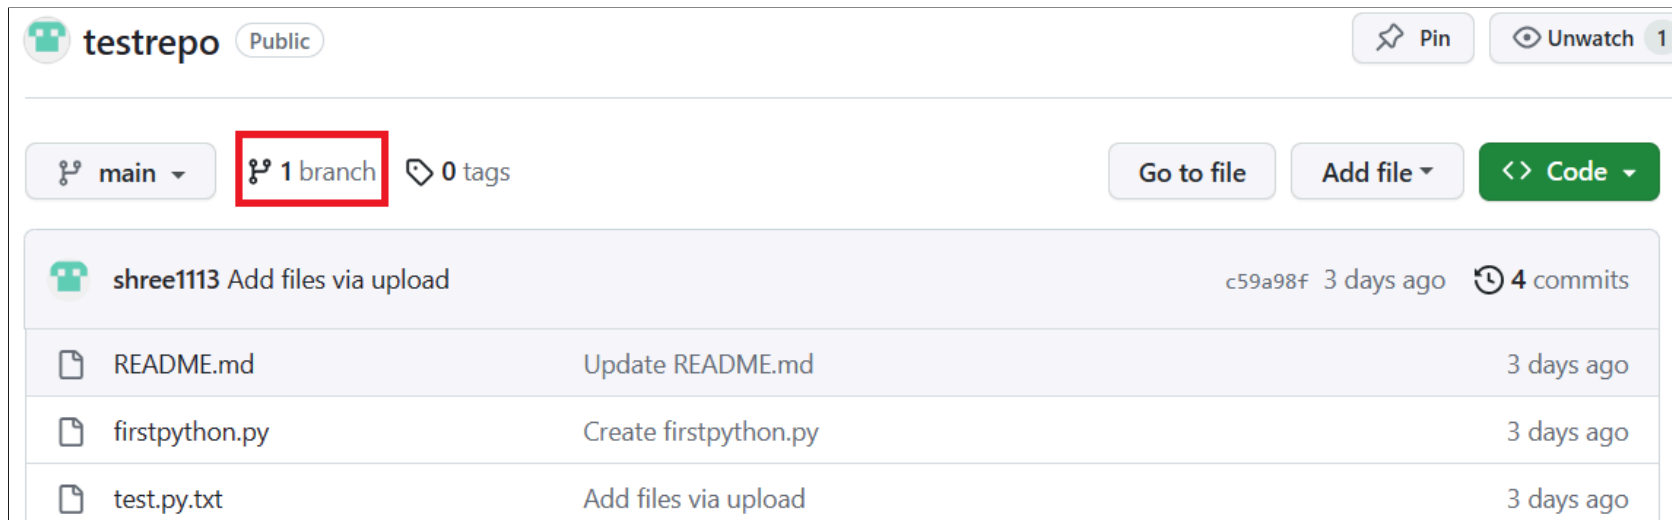 testrepo Public Pin Unwatch 1
main 1 branch 0 tags Go to file Add file <> Code
shree1113 Add files via upload c59a98f 3 days ago 4 commits
README.md Update README.md 3 days ago
firstpython.py Create firstpython.py 3 days ago
test.py.txt Add files via upload 3 days ago